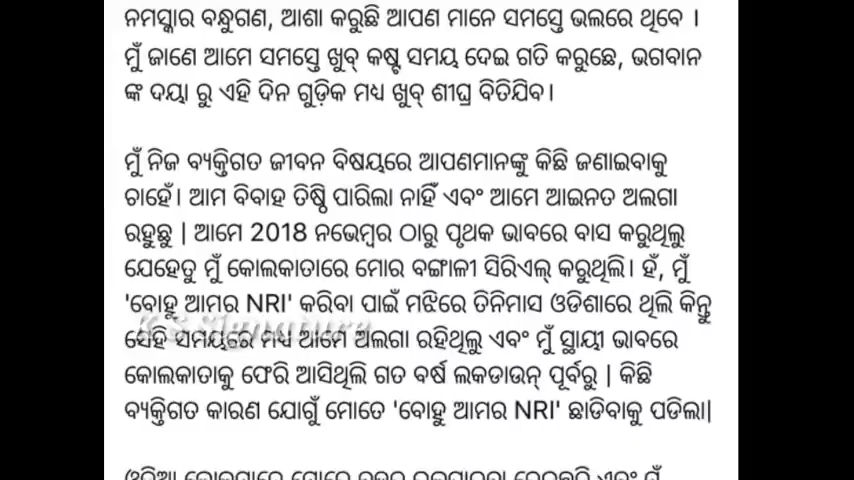 ନମସ୍କାର ବନ୍ଧୁଗଣ, ଆଶା କରୁଛି ଆପଣ ମାନେ ସମସ୍ତେ ଭଲରେ ଥିବେ ।
ମୁଁ ଜାଣେ ଆମେ ସମସ୍ତେ ଖୁବ୍ କଷ୍ଟ ସମୟ ଦେଇ ଗତି କରୁଛେ, ଭଗବାନ
ଙ୍କ ଦୟା ରୁ ଏହି ଦିନ ଗୁଡ଼ିକ ମଧ୍ୟ ଖୁବ୍ ଶୀଘ୍ର ବିତିଯିବ।
ମୁଁ ନିଜ ବ୍ୟକ୍ତିଗତ ଜୀବନ ବିଷୟରେ ଆପଣମାନଙ୍କୁ କିଛି ଜଣାଇବାକୁ
ଚାହେଁ। ଆମ ବିବାହ ତିଷ୍ଠି ପାରିଲା ନାହିଁ ଏବଂ ଆମେ ଆଇନତ ଅଲଗା
ରହୁଛୁ | ଆମେ 2018 ନଭେମ୍ବର ଠାରୁ ପୃଥକ ଭାବରେ ବାସ କରୁଥିଲୁ
ଯେହେତୁ ମୁଁ କୋଲକାତାରେ ମୋର ବଙ୍ଗାଳୀ ସିରିଏଲ୍ କରୁଥିଲି। ହଁ, ମୁଁ
'ବୋହୁ ଆମର NRI' କରିବା ପାଇଁ ମଝିରେ ତିନିମାସ ଓଡିଶାରେ ଥିଲି କିନ୍ତୁ
ସେହି ସମୟରେ ମଧ୍ୟ ଆମେ ଅଲଗା ରହିଥିଲୁ ଏବଂ ମୁଁ ସ୍ଥାୟୀ ଭାବରେ
K S Signature
କୋଲକାତାକୁ ଫେରି ଆସିଥିଲି ଗତ ବର୍ଷ ଲକଡାଉନ୍ ପୂର୍ବରୁ | କିଛି
ବ୍ୟକ୍ତିଗତ କାରଣ ଯୋଗୁଁ ମୋତେ 'ବୋହୁ ଆମର NRI' ଛାଡିବାକୁ ପଡିଲା|